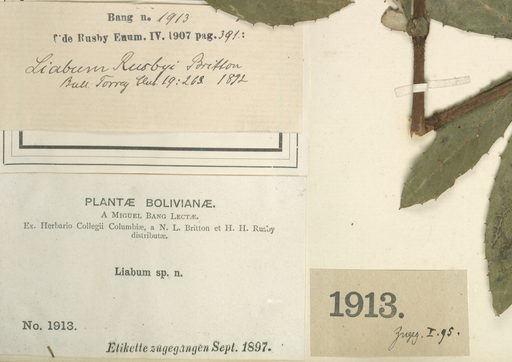 Bang n. 1913
f'de Rusby Enum. IV. 1907 pag. 391:
Liabum Rusbyi Britton
Bull Torrey Club 19: 263. 1892
PLANTÆ BOLIVIANÆ.
A MIGUEL BANG LECTÆ.
Ex. Herbario Collegii Columbiæ, a N. L. Britton et H. H. Rusby
distributæ.
Liabum sp. n.
No. 1913.
Etikette zugegangen Sept. 1897.
1913.
Zugeg. I. 95.